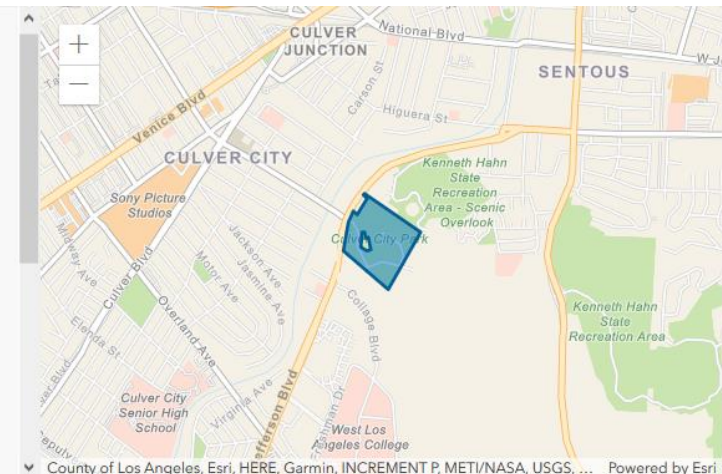 CULVER
JUNCTION
National Blvd
W J
SENTOUS
Carson St
Higuera St
Venice Blvd
CULVER CITY
Kenneth Hahn
State
Recreation
Area - Scenic
Overlook
Sony Picture
Studios
Culver City Park
Midway Ave
Jackson Ave
Jasmine Ave
Motor Ave
Culver Blvd
Overland Ave
College Blvd
Kenneth Hahn
State
Recreation Area
Elenda St
Culver City
Senior High
School
Virginia Ave
Jefferson Blvd
Freshman Dr
West Los
Angeles College
County of Los Angeles, Esri, HERE, Garmin, INCREMENT P, METI/NASA, USGS, ... Powered by Esri